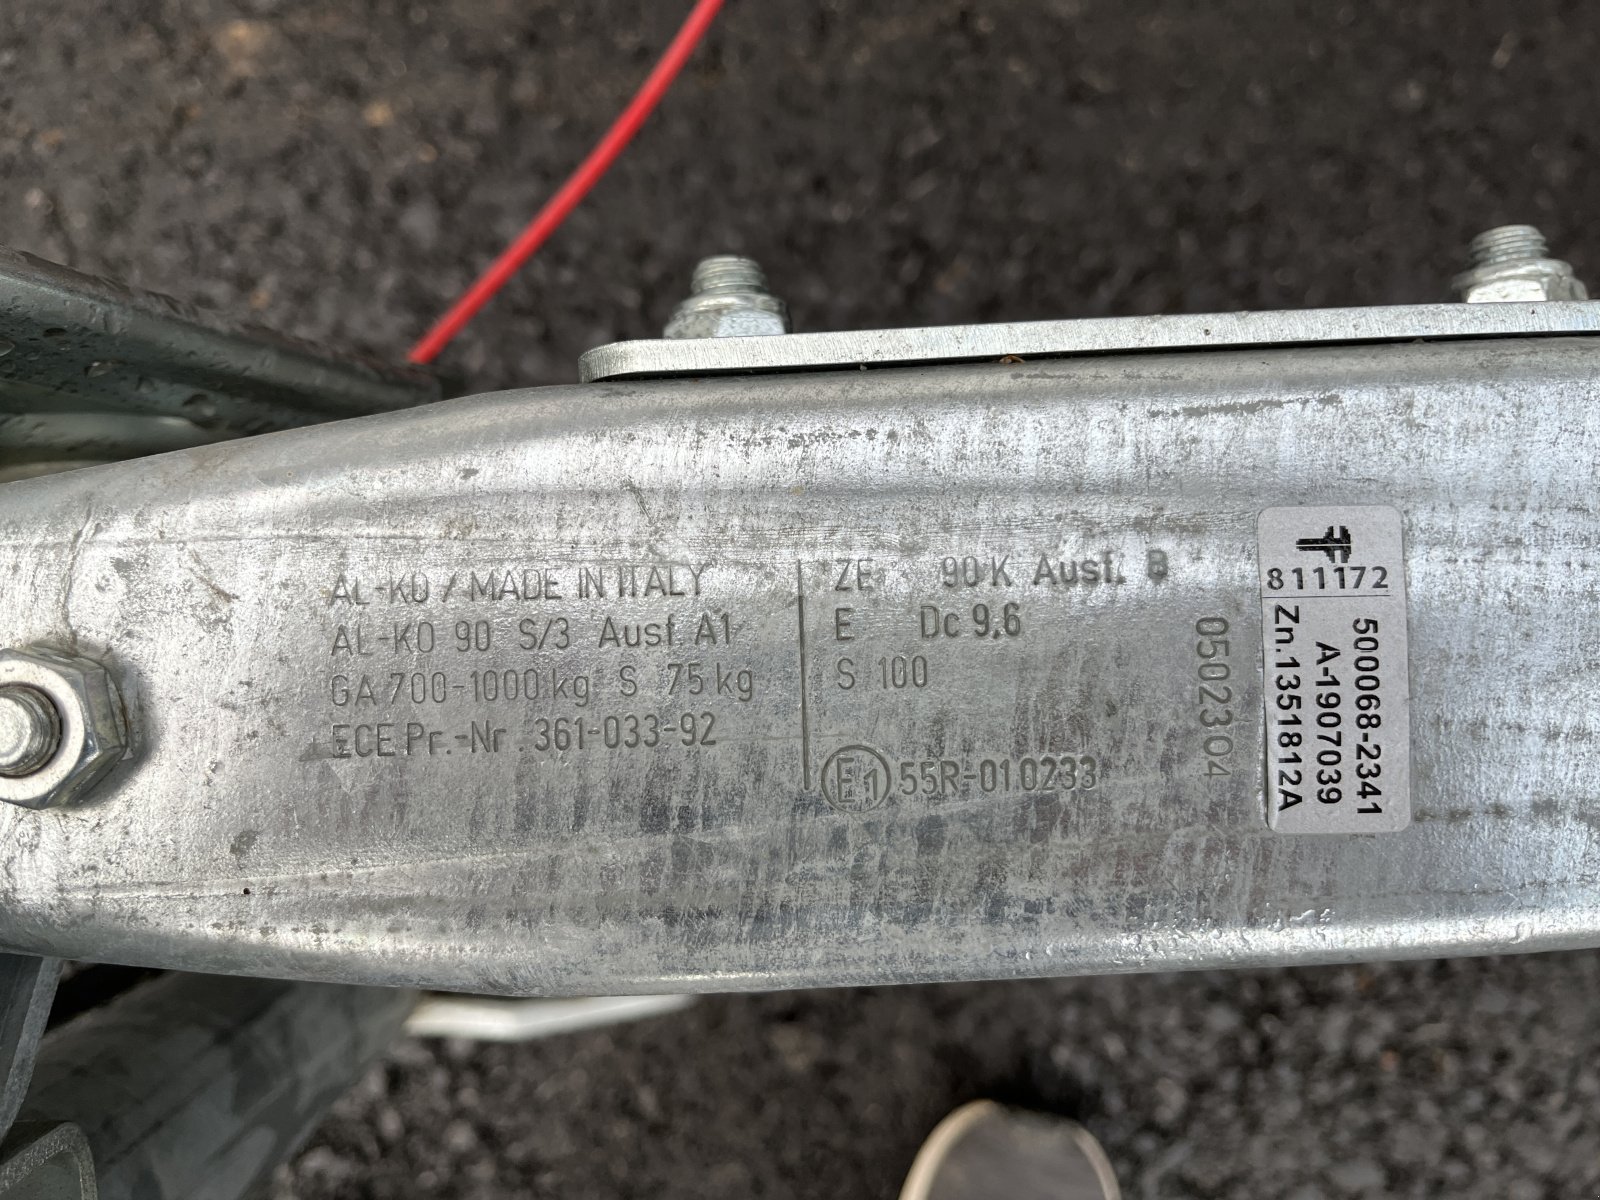 AL-KO / MADE IN ITALY
AL-KO 90 S/3 Ausf. A1
GA 700-1000 kg S 75 kg
ECE Pr.-Nr. 361-033-92
ZE 90 K Ausf. B
E Dc 9,6
S 100
E1 55R-010233
0502304
811172
500068-2341
A-1907039
Zn.1351812A